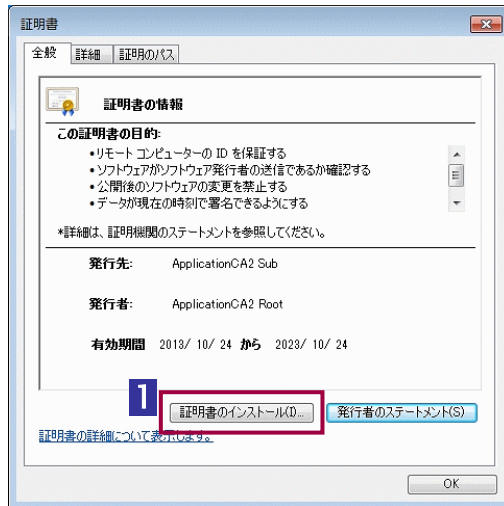 証明書
全般 詳細 証明のパス
証明書の情報
この証明書の目的:
•リモート コンピューターの ID を保証する
•ソフトウェアがソフトウェア発行者の送信であるか確認する
•公開後のソフトウェアの変更を禁止する
•データが現在の時刻で署名できるようにする
*詳細は、証明機関のステートメントを参照してください。
発行先: ApplicationCA2 Sub
発行者: ApplicationCA2 Root
有効期間 2013/ 10/ 24 から 2023/ 10/ 24
1
証明書のインストール(I)... 発行者のステートメント(S)
証明書の詳細について表示します。
OK